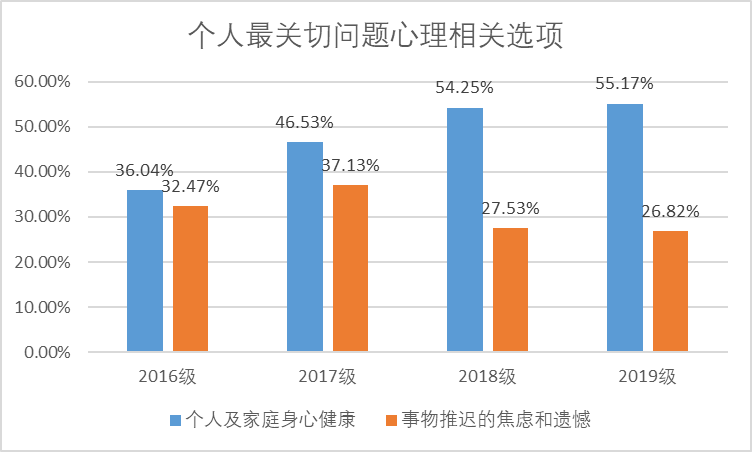 个人最关切问题心理相关选项
60.00%
50.00%
40.00%
30.00%
20.00%
10.00%
0.00%
36.04%
32.47%
46.53%
37.13%
54.25%
27.53%
55.17%
26.82%
2016级
2017级
2018级
2019级
个人及家庭身心健康
事物推迟的焦虑和遗憾